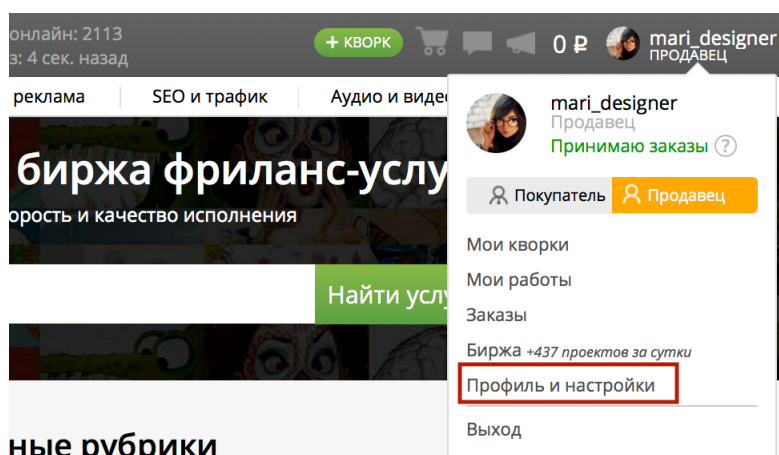 онлайн: 2113
з: 4 сек. назад
+ КВОРК
0 ₽
mari_designer
ПРОДАВЕЦ
реклама
SEO и трафик
Аудио и видео
биржа фриланс-услу
орость и качество исполнения
Найти услу
mari_designer
Продавец
Принимаю заказы ?
Покупатель
Продавец
Мои кворки
Мои работы
Заказы
Биржа +437 проектов за сутки
Профиль и настройки
Выход
ные рубрики